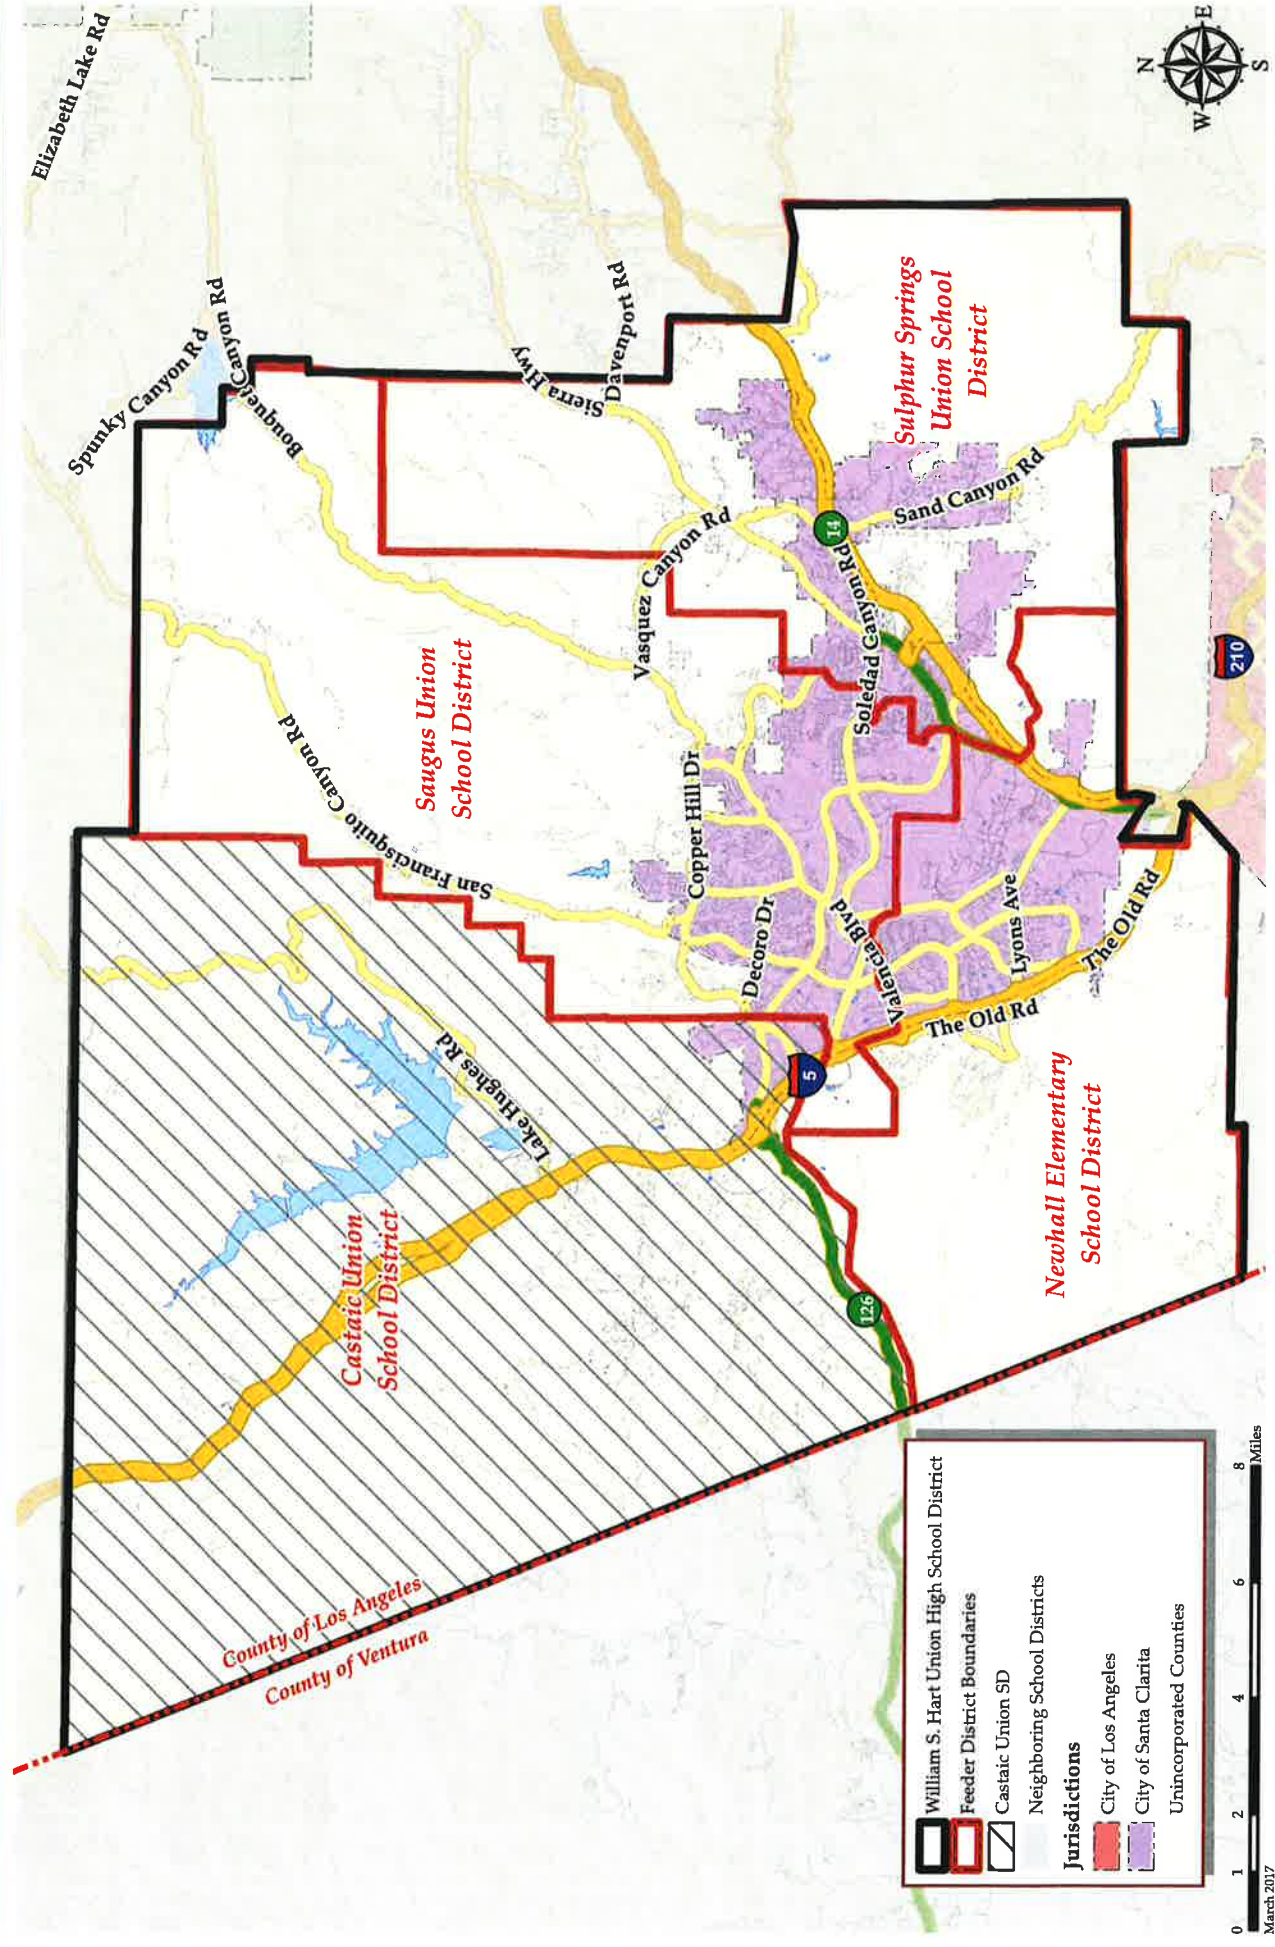 Elizabeth Lake Rd
Spunky Canyon Rd
Bouquet Canyon Rd
Sierra Hwy
Davenport Rd
N
E
S
W
Sulphur Springs
Union School
District
Sand Canyon Rd
14
Vasquez Canyon Rd
Soledad Canyon Rd
210
Saugus Union
School District
San Francisquito Canyon Rd
Copper Hill Dr
Decoro Dr
Valencia Blvd
Lyons Ave
The Old Rd
The Old Rd
5
Lake Hughes Rd
Castaic Union
School District
Newhall Elementary
School District
126
County of Los Angeles
County of Ventura
William S. Hart Union High School District
Feeder District Boundaries
Castaic Union SD
Neighboring School Districts
Jurisdictions
City of Los Angeles
City of Santa Clarita
Unincorporated Counties
0 1 2 4 6 8
Miles
March 2017